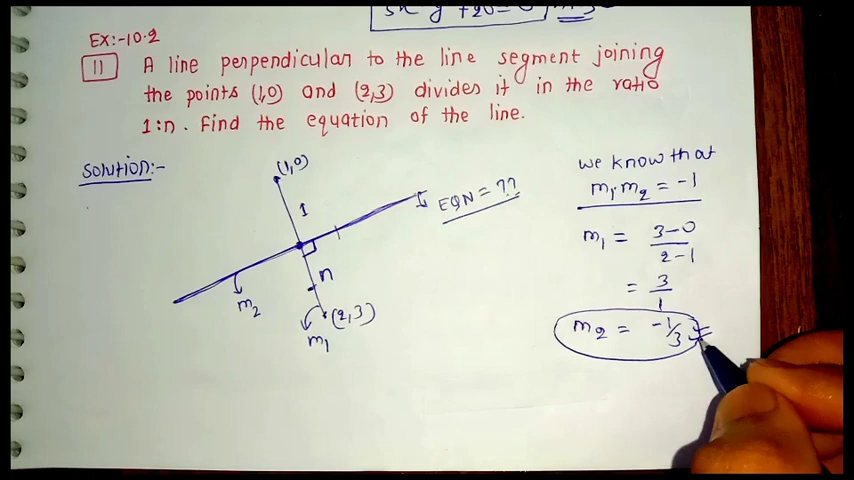 Ex:-10.2
11 A line perpendicular to the line segment joining
the points (1,0) and (2,3) divides it in the ratio
1:n. Find the equation of the line.
Solution:-
(1,0)
1
EQN = ??
n
m2
(2,3)
m1
we know that
m1 m2 = -1
m1 = 3-0
2-1
= 3
1
m2 = -1/3